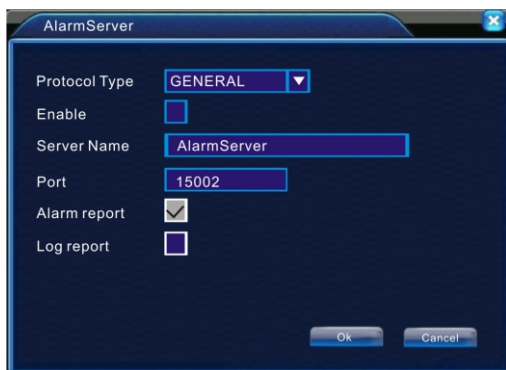 AlarmServer
Protocol Type GENERAL
Enable
Server Name AlarmServer
Port 15002
Alarm report
Log report
Ok Cancel